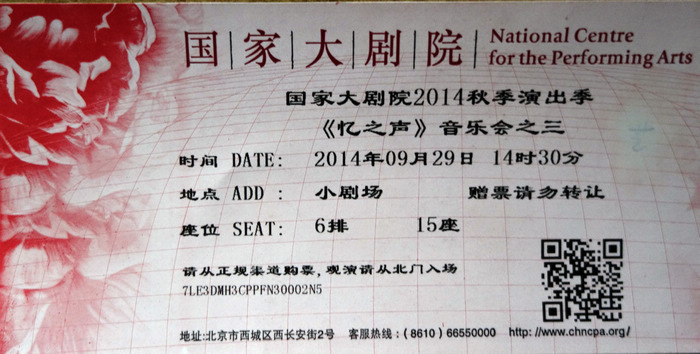 国家大剧院
National Centre
for the Performing Arts
国家大剧院2014秋季演出季
《忆之声》音乐会之三
时间 DATE: 2014年09月29日 14时30分
地点 ADD : 小剧场 赠票请勿转让
座位 SEAT: 6排 15座
请从正规渠道购票,观演请从北门入场
7LE3DMH3CPPFN30002N5
地址:北京市西城区西长安街2号 客服热线:(8610) 66550000 http: //www.chncpa.org/